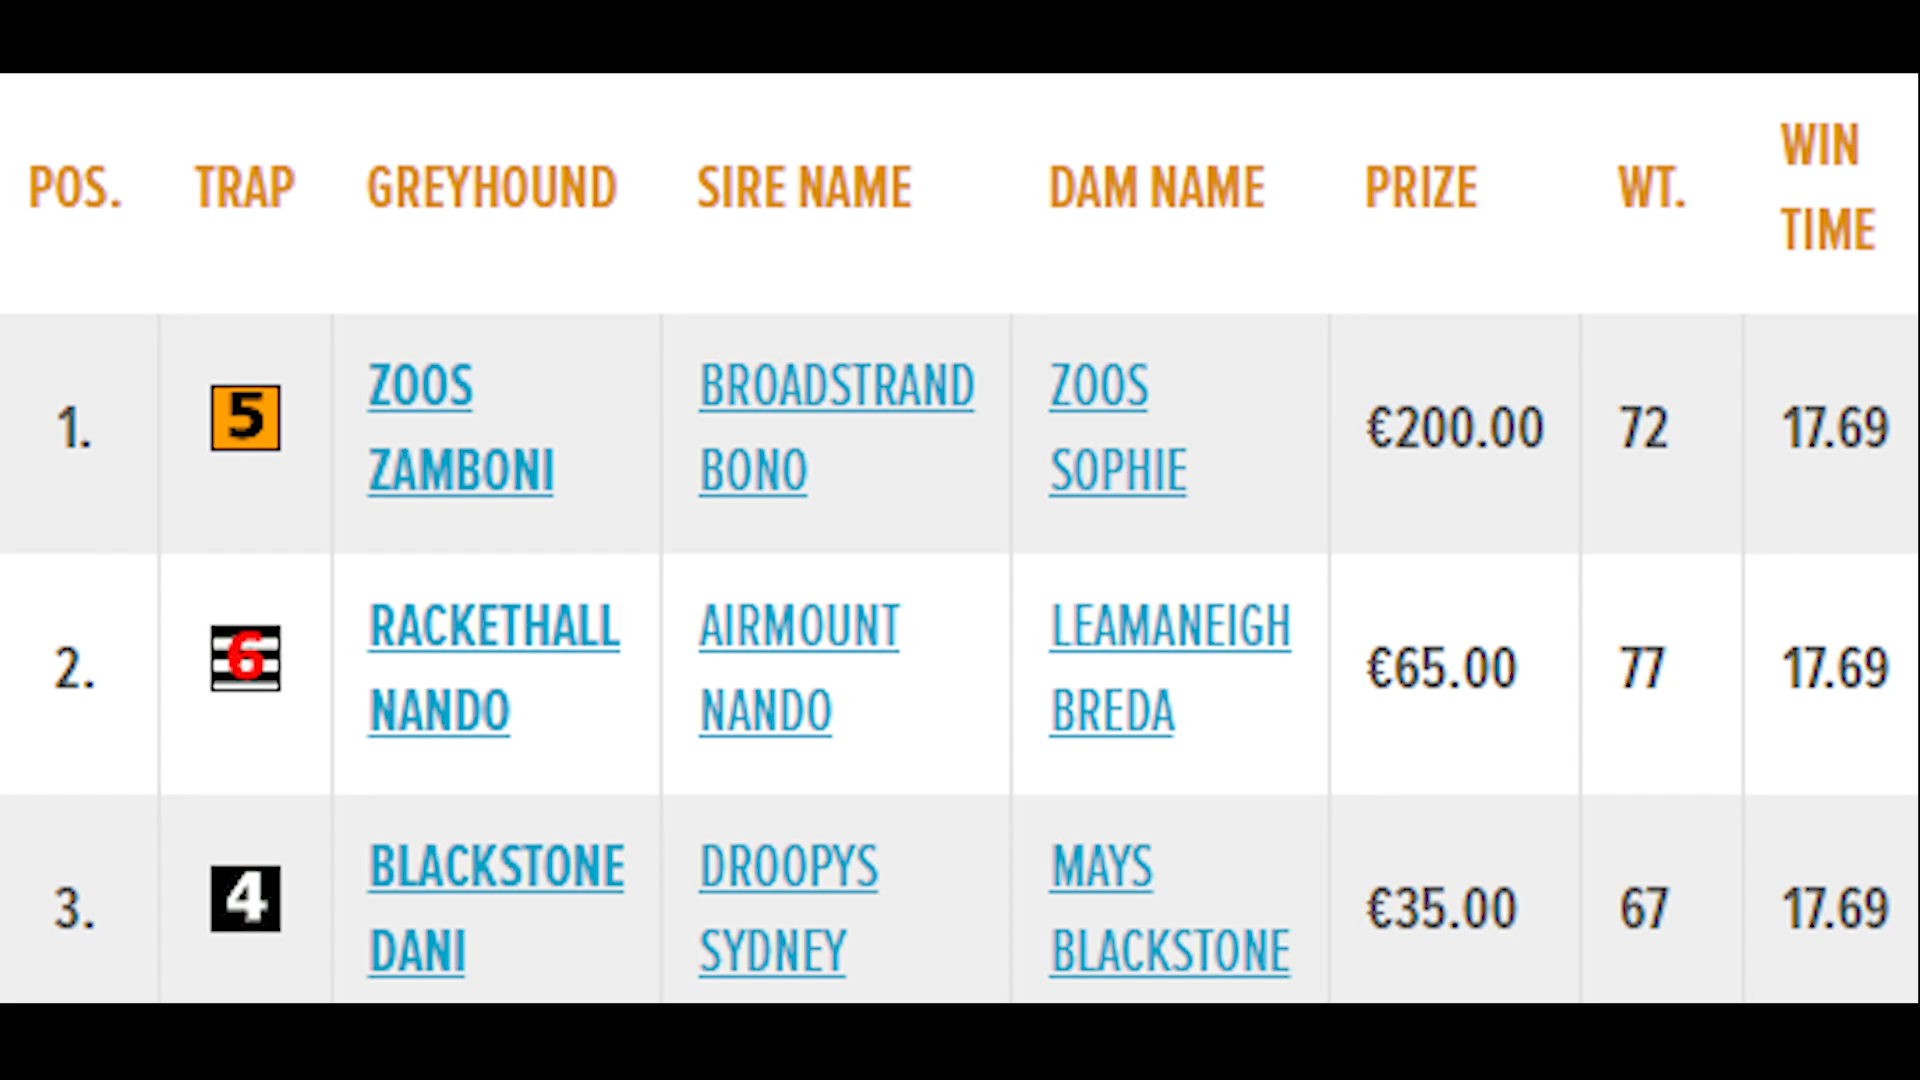 POS. TRAP GREYHOUND SIRE NAME DAM NAME PRIZE WT. WIN TIME
1. 5 ZOOS ZAMBONI BROADSTRAND BONO ZOOS SOPHIE €200.00 72 17.69
2. 6 RACKETHALL NANDO AIRMOUNT NANDO LEAMANEIGH BREDA €65.00 77 17.69
3. 4 BLACKSTONE DANI DROOPYS SYDNEY MAYS BLACKSTONE €35.00 67 17.69